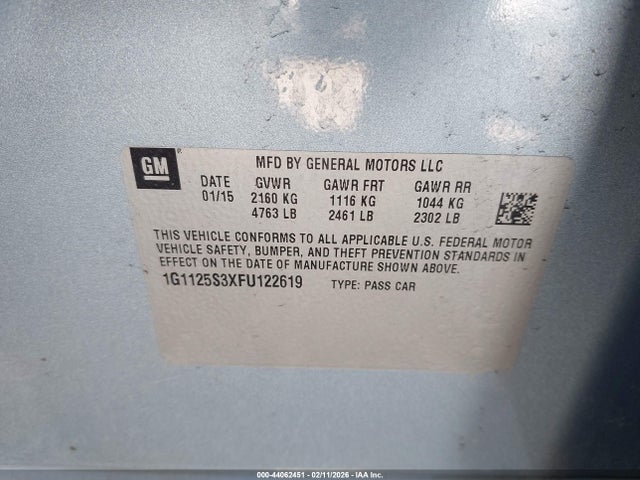 GM
MFD BY GENERAL MOTORS LLC
DATE GVWR GAWR FRT GAWR RR
01/15 2160 KG 1116 KG 1044 KG
4763 LB 2461 LB 2302 LB
THIS VEHICLE CONFORMS TO ALL APPLICABLE U.S. FEDERAL MOTOR
VEHICLE SAFETY, BUMPER, AND THEFT PREVENTION STANDARDS IN
EFFECT ON THE DATE OF MANUFACTURE SHOWN ABOVE.
1G1125S3XFU122619 TYPE: PASS CAR
000-44062451 - 02/11/2026 - IAA Inc.